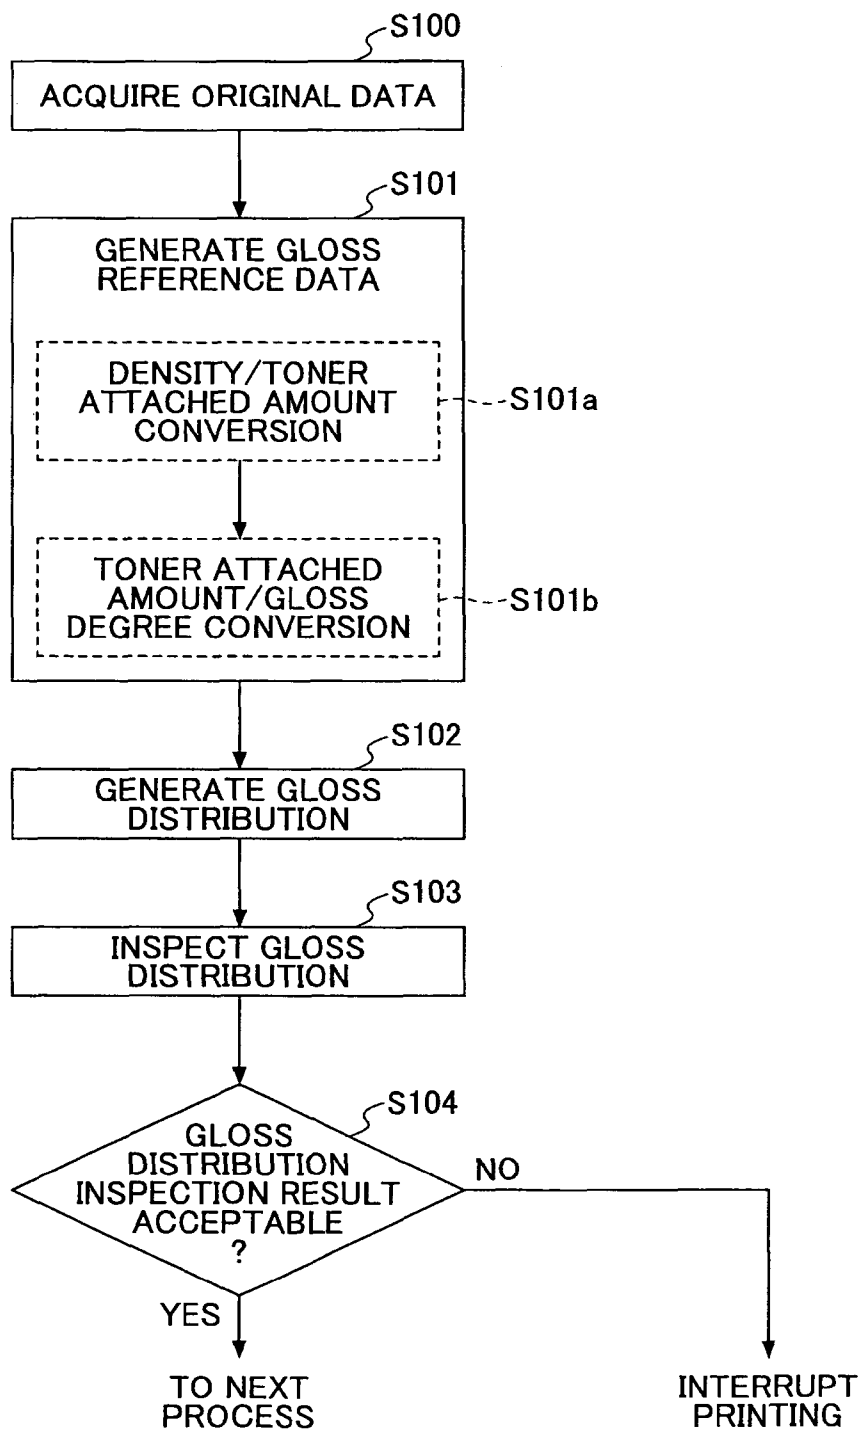 S100
ACQUIRE ORIGINAL DATA
S101
GENERATE GLOSS
REFERENCE DATA
DENSITY/TONER
ATTACHED AMOUNT
CONVERSION
S101a
TONER ATTACHED
AMOUNT/GLOSS
DEGREE CONVERSION
S101b
S102
GENERATE GLOSS
DISTRIBUTION
S103
INSPECT GLOSS
DISTRIBUTION
S104
GLOSS
DISTRIBUTION
INSPECTION RESULT
ACCEPTABLE
?
NO
YES
TO NEXT
PROCESS
INTERRUPT
PRINTING